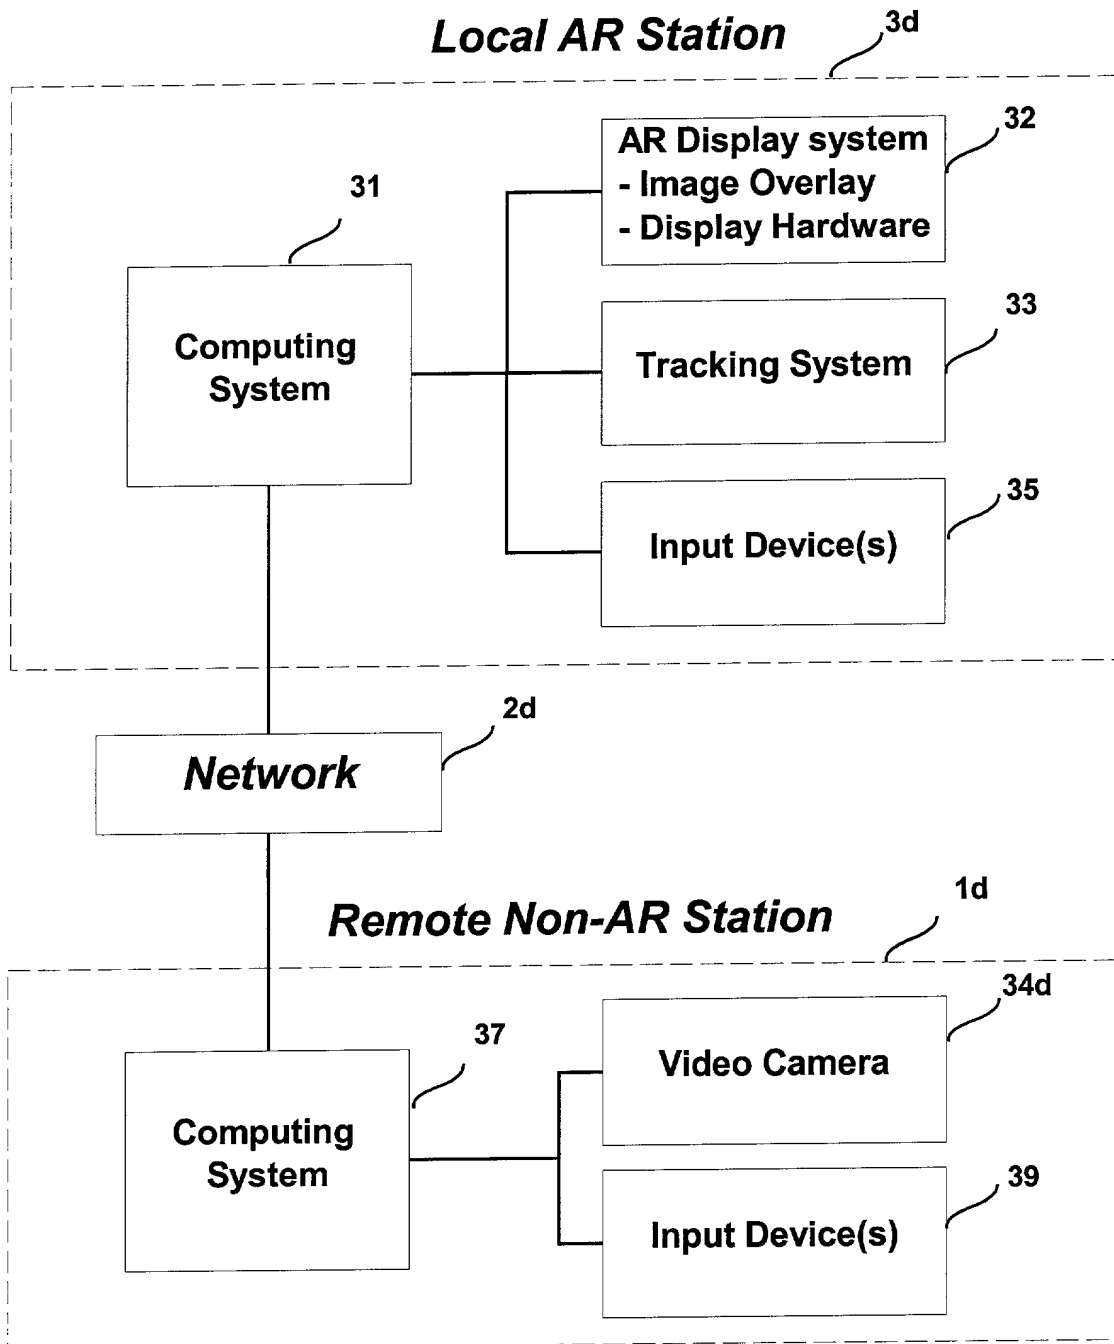 Local AR Station
3d
AR Display system
- Image Overlay
- Display Hardware
32
31
Computing
System
Tracking System
33
Input Device(s)
35
Network
2d
Remote Non-AR Station
1d
Video Camera
34d
37
Computing
System
Input Device(s)
39